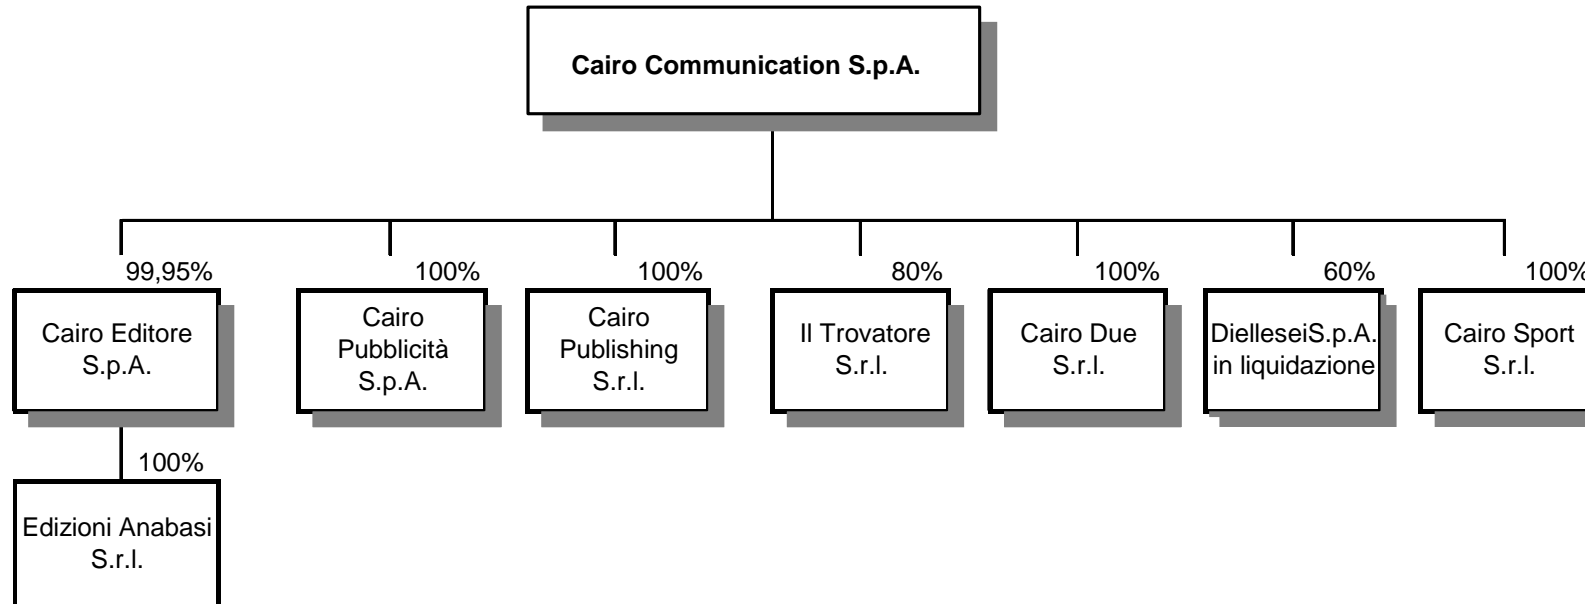 Cairo Communication S.p.A.
99,95%
100%
100%
80%
100%
60%
100%
Cairo Editore
S.p.A.
Cairo
Pubblicità
S.p.A.
Cairo
Publishing
S.r.l.
Il Trovatore
S.r.l.
Cairo Due
S.r.l.
DielleseiS.p.A.
in liquidazione
Cairo Sport
S.r.l.
100%
Edizioni Anabasi
S.r.l.